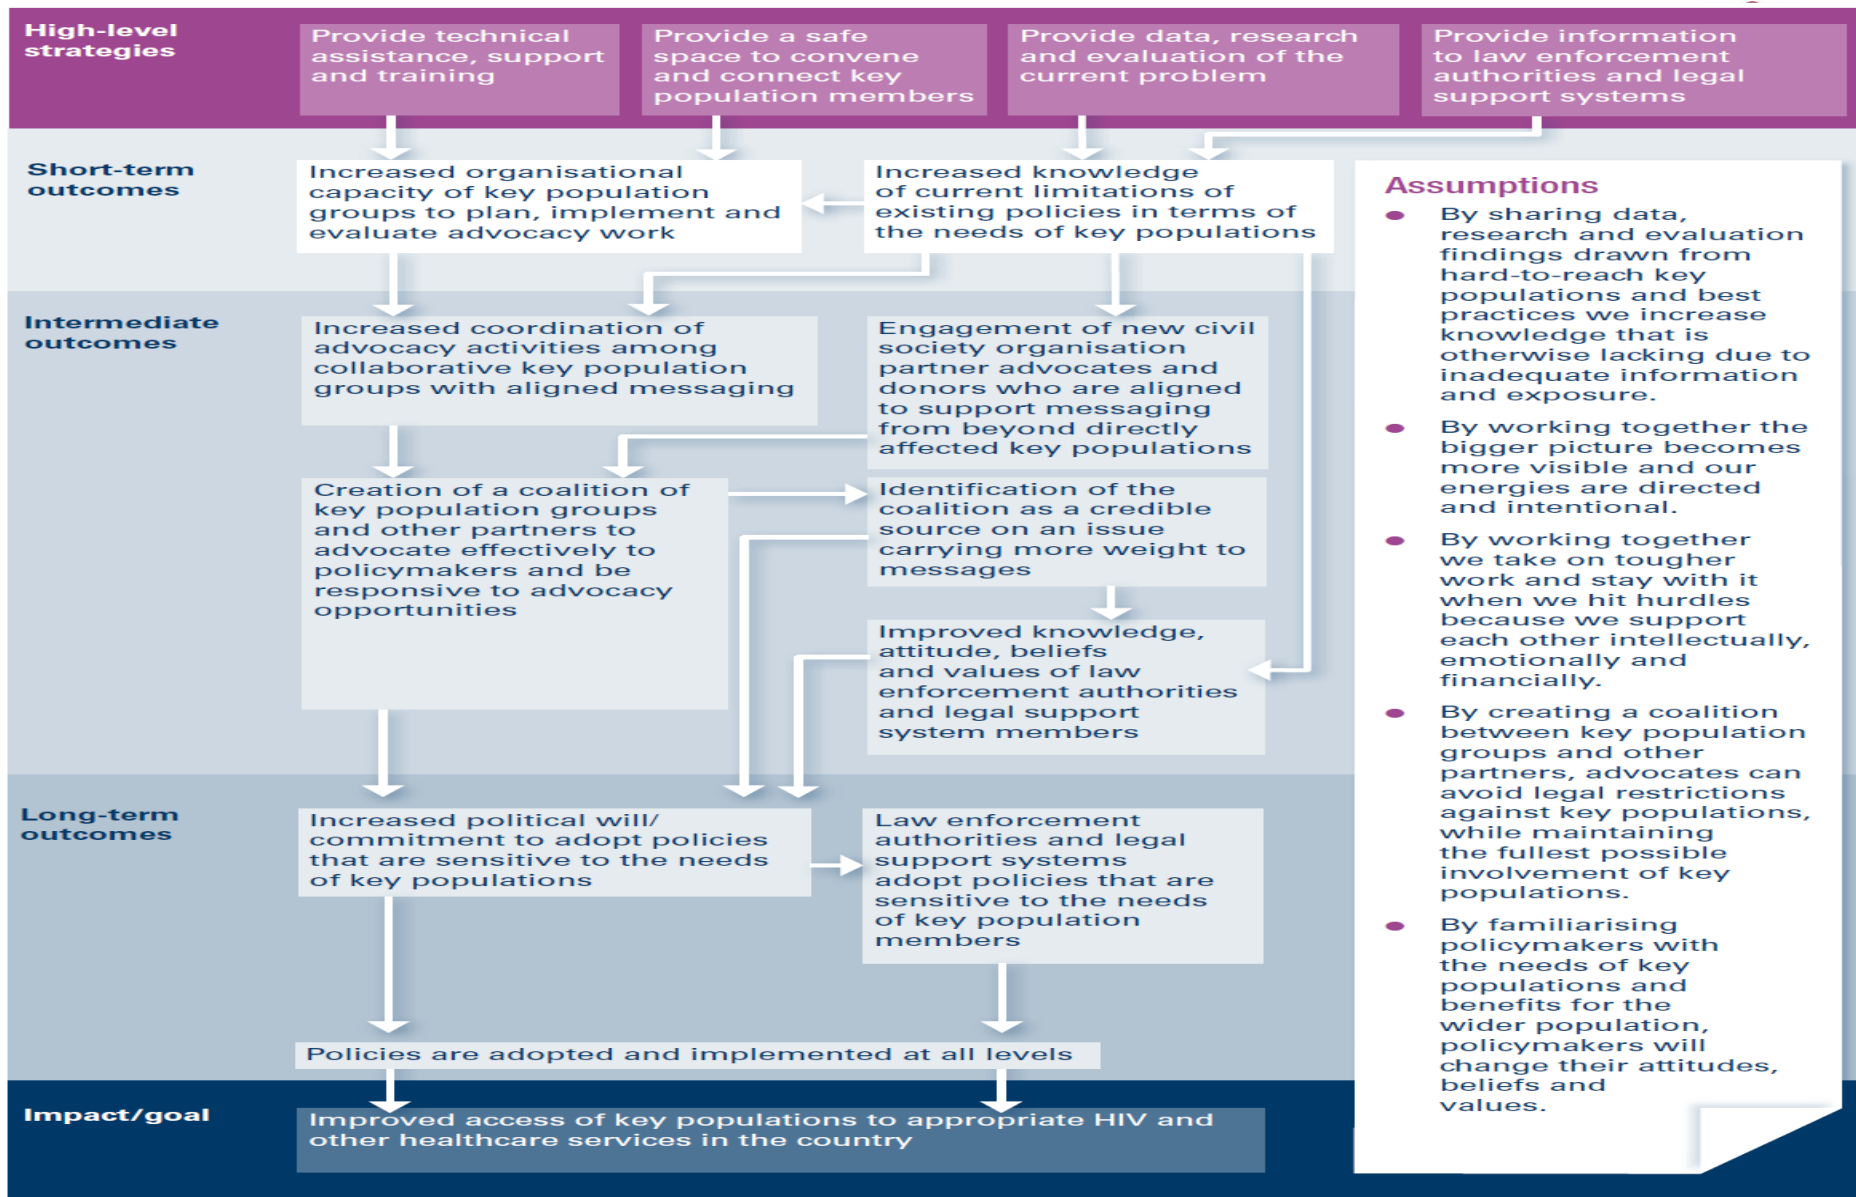 High-level
strategies
Provide technical
assistance, support
and training
Provide a safe
space to convene
and connect key
population members
Provide data, research
and evaluation of the
current problem
Provide information
to law enforcement
authorities and legal
support systems
Short-term
outcomes
Increased organisational
capacity of key population
groups to plan, implement and
evaluate advocacy work
Increased knowledge
of current limitations of
existing policies in terms of
the needs of key populations
Intermediate
outcomes
Increased coordination of
advocacy activities among
collaborative key population
groups with aligned messaging
Engagement of new civil
society organisation
partner advocates and
donors who are aligned
to support messaging
from beyond directly
affected key populations
Creation of a coalition of
key population groups
and other partners to
advocate effectively to
policymakers and be
responsive to advocacy
opportunities
Identification of the
coalition as a credible
source on an issue
carrying more weight to
messages
Improved knowledge,
attitude, beliefs
and values of law
enforcement authorities
and legal support
system members
Long-term
outcomes
Increased political will/
commitment to adopt policies
that are sensitive to the needs
of key populations
Law enforcement
authorities and legal
support systems
adopt policies that are
sensitive to the needs
of key population
members
Policies are adopted and implemented at all levels
Impact/goal
Improved access of key populations to appropriate HIV and
other healthcare services in the country
Assumptions
● By sharing data,
research and evaluation
findings drawn from
hard-to-reach key
populations and best
practices we increase
knowledge that is
otherwise lacking due to
inadequate information
and exposure.
● By working together the
bigger picture becomes
more visible and our
energies are directed
and intentional.
● By working together
we take on tougher
work and stay with it
when we hit hurdles
because we support
each other intellectually,
emotionally and
financially.
● By creating a coalition
between key population
groups and other
partners, advocates can
avoid legal restrictions
against key populations,
while maintaining
the fullest possible
involvement of key
populations.
● By familiarising
policymakers with
the needs of key
populations and
benefits for the
wider population,
policymakers will
change their attitudes,
beliefs and
values.